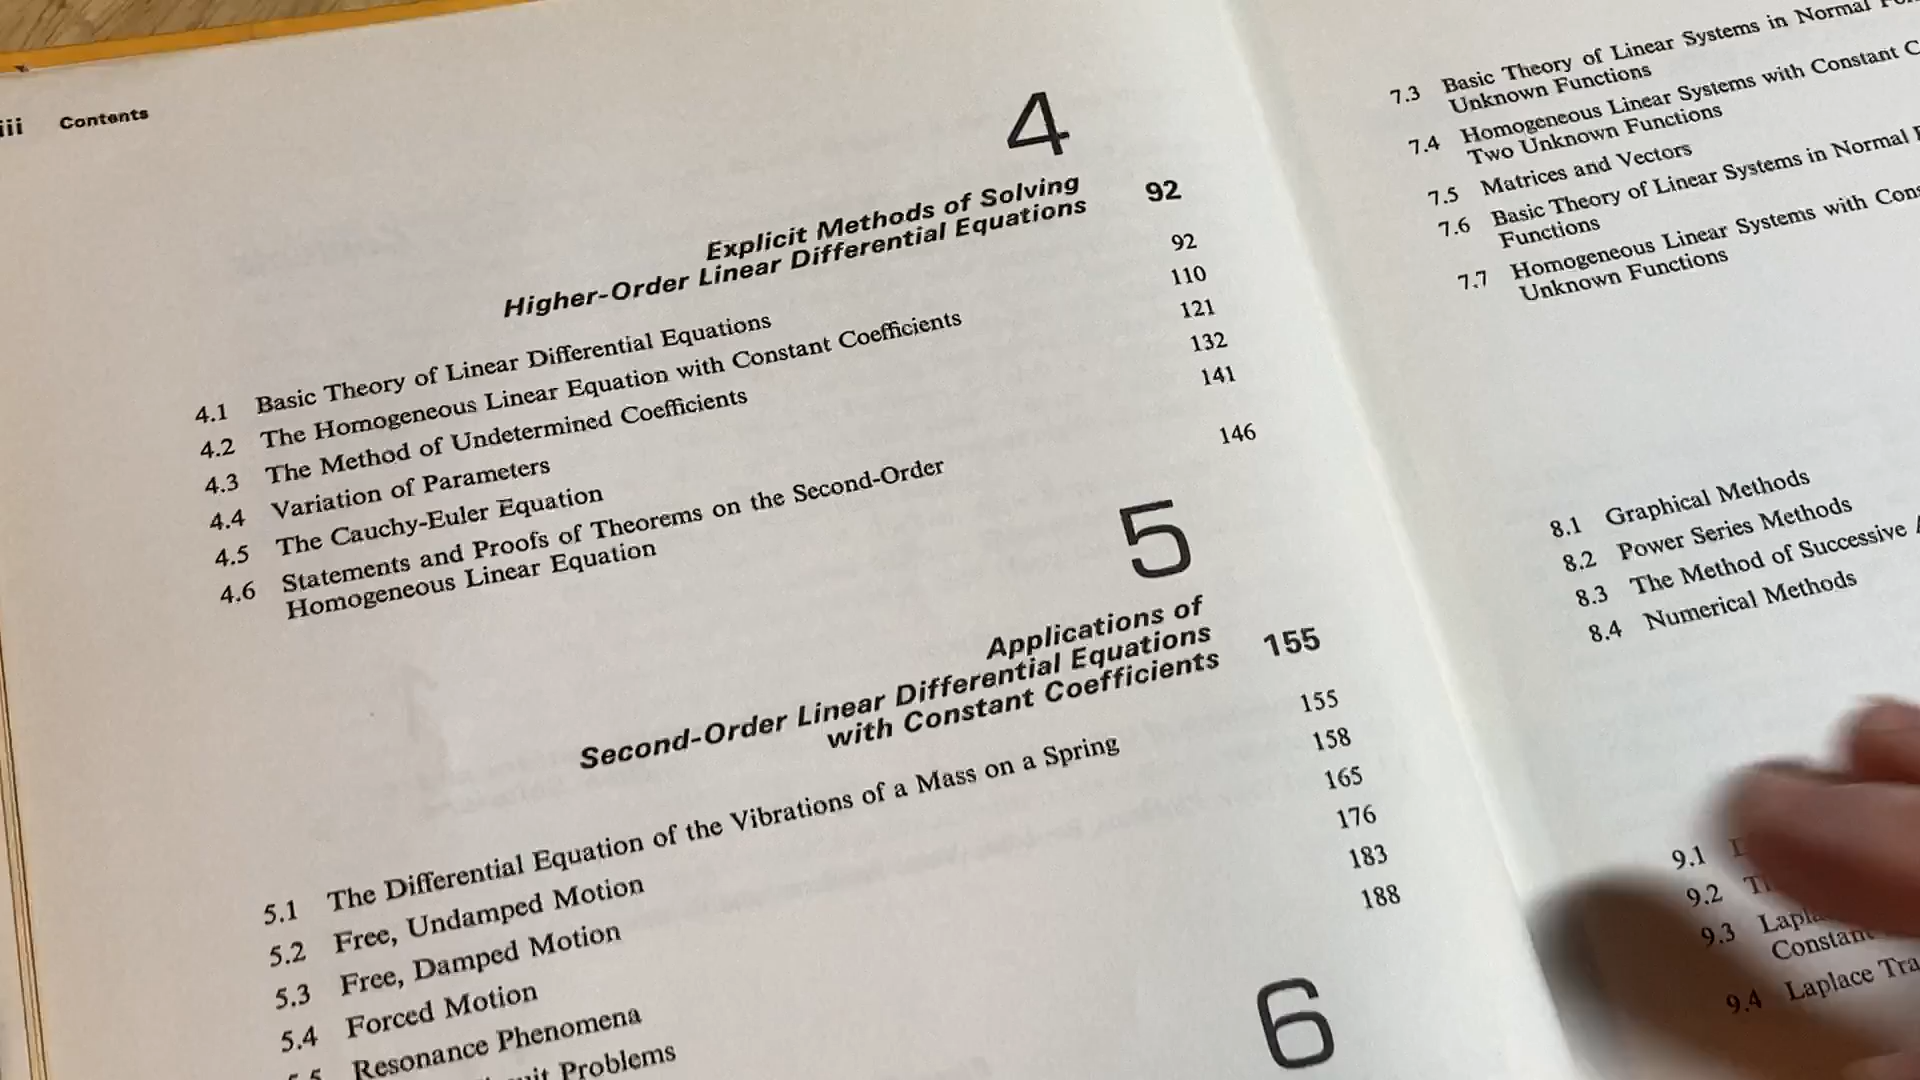 iii Contents
4
Explicit Methods of Solving
Higher-Order Linear Differential Equations 92
4.1 Basic Theory of Linear Differential Equations 92
4.2 The Homogeneous Linear Equation with Constant Coefficients 110
4.3 The Method of Undetermined Coefficients 121
4.4 Variation of Parameters 132
4.5 The Cauchy-Euler Equation 141
4.6 Statements and Proofs of Theorems on the Second-Order
Homogeneous Linear Equation 146
5
Applications of
Second-Order Linear Differential Equations
with Constant Coefficients 155
5.1 The Differential Equation of the Vibrations of a Mass on a Spring 155
5.2 Free, Undamped Motion 158
5.3 Free, Damped Motion 165
5.4 Forced Motion 176
5.5 Resonance Phenomena 183
Problems 188
6
7.3 Basic Theory of Linear Systems in Normal
Unknown Functions
7.4 Homogeneous Linear Systems with Constant
Two Unknown Functions
7.5 Matrices and Vectors
7.6 Basic Theory of Linear Systems in Normal
Functions
7.7 Homogeneous Linear Systems with
Unknown Functions
8.1 Graphical Methods
8.2 Power Series Methods
8.3 The Method of Successive
8.4 Numerical Methods
9.1
9.2
9.3
Constant
9.4 Laplace